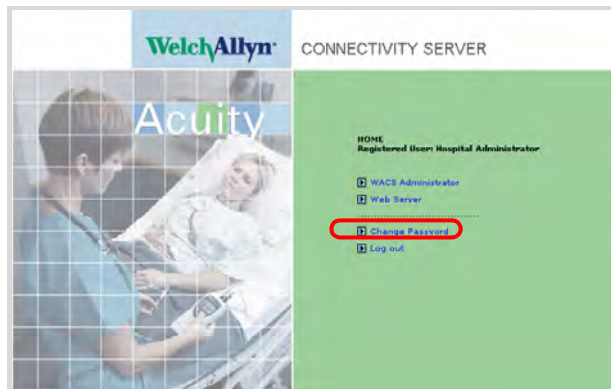 WelchAllyn
CONNECTIVITY SERVER
Acuity
HOME
Registered User: Hospital Administrator
WACS Administrator
Web Server
Change Password
Log out